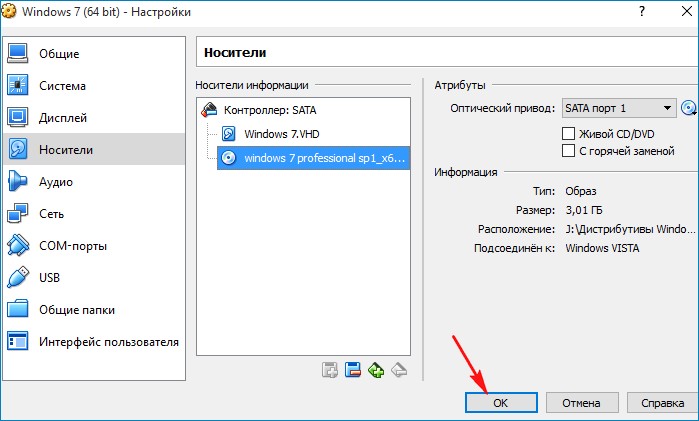 Windows 7 (64 bit) - Настройки
?
Общие
Система
Дисплей
Носители
Аудио
Сеть
COM-порты
USB
Общие папки
Интерфейс пользователя
Носители
Носители информации
Контроллер: SATA
Windows 7.VHD
windows 7 professional sp1_x6...
Атрибуты
Оптический привод: SATA порт 1
Живой CD/DVD
С горячей заменой
Информация
Тип: Образ
Размер: 3,01 ГБ
Расположение: J:\Дистрибутивы Windo...
Подсоединён к: Windows VISTA
OK
Отмена
Справка